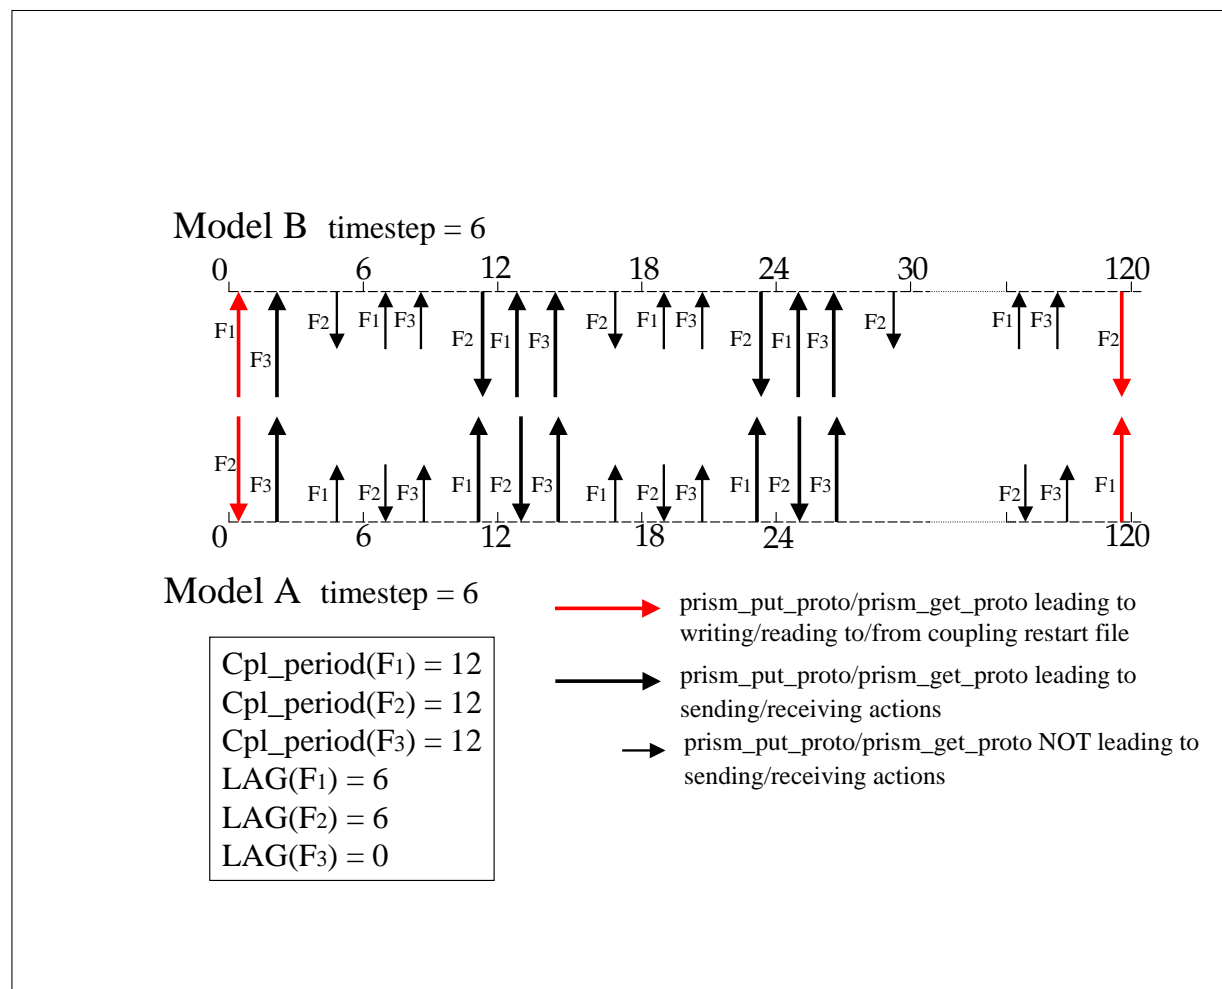 Model B timestep = 6
0 6 12 18 24 30 120
F1 F3 F2 F1 F3 F2 F1 F3 F2 F1 F3 F2 F1 F3 F2 F1 F3 F2
F2 F3 F1 F2 F3 F1 F2 F3 F1 F2 F3 F1 F2 F3 F2 F3 F1
0 6 12 18 24 120
Model A timestep = 6
prism_put_proto/prism_get_proto leading to
writing/reading to/from coupling restart file
prism_put_proto/prism_get_proto leading to
sending/receiving actions
prism_put_proto/prism_get_proto NOT leading to
sending/receiving actions
Cpl_period(F1) = 12
Cpl_period(F2) = 12
Cpl_period(F3) = 12
LAG(F1) = 6
LAG(F2) = 6
LAG(F3) = 0